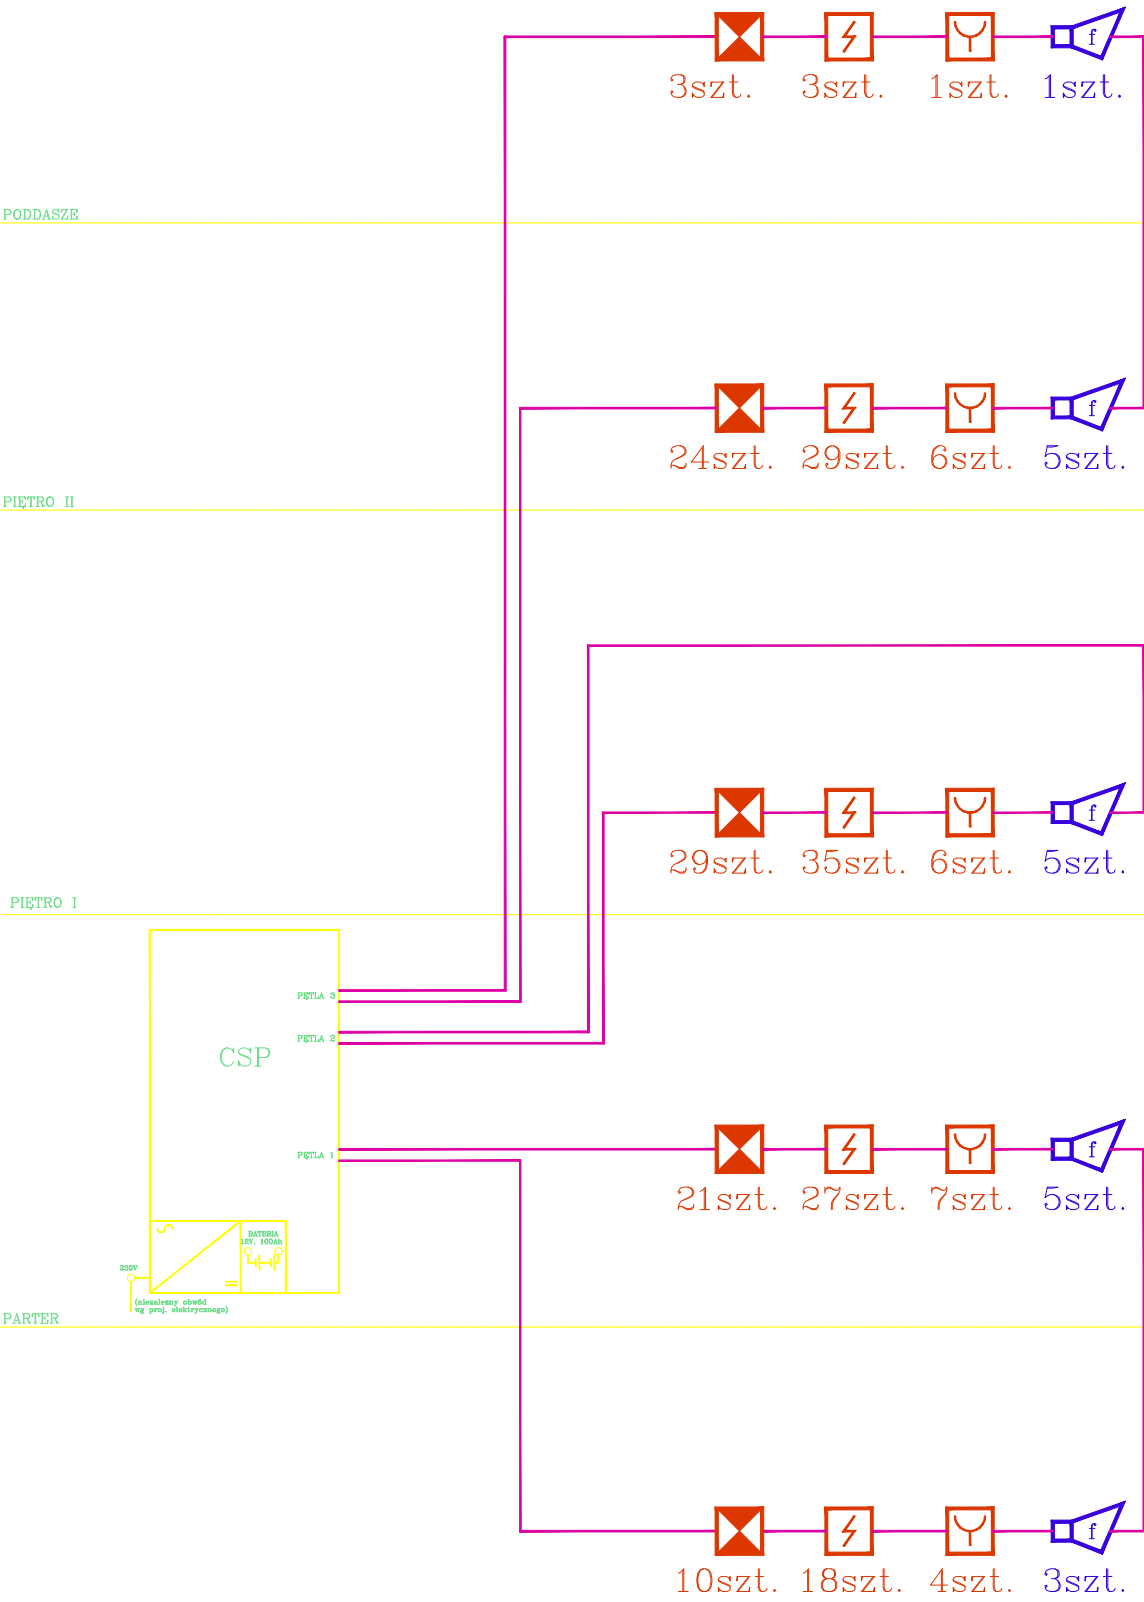 f f
3szt. 3szt. 1szt. 1szt.
PODDASZE
f
24szt. 29szt. 6szt. 5szt.
PIĘTRO II
f
29szt. 35szt. 6szt. 5szt.
PIĘTRO I
PĘTLA 3
PĘTLA 2
CSP
f
PĘTLA 1
21szt. 27szt. 7szt. 5szt.
BATERIA
12V, 100Ah
230V
(niezależny obwód
wg proj. elektrycznego)
PARTER
f
10szt. 18szt. 4szt. 3szt.